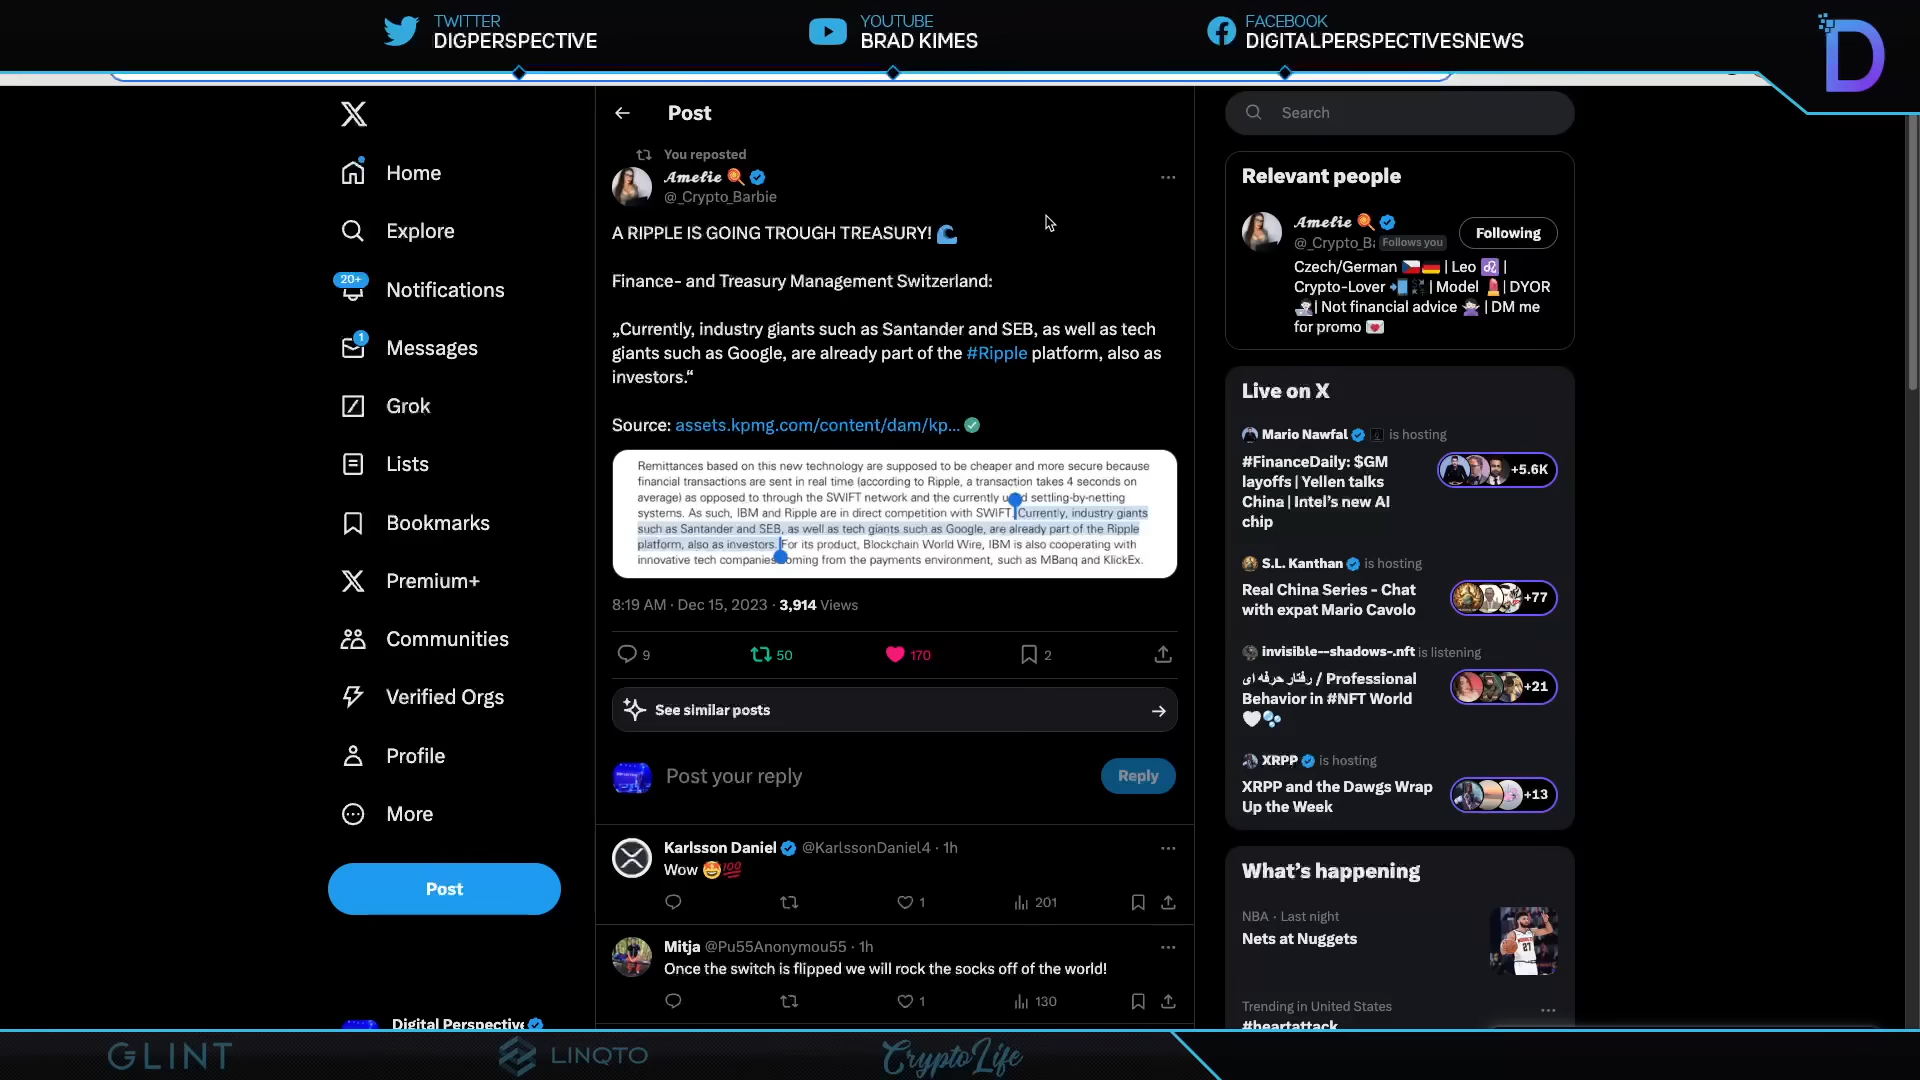 TWITTER
DIGPERSPECTIVE
YOUTUBE
BRAD KIMES
FACEBOOK
DIGITALPERSPECTIVESNEWS
Home
Explore
20+
Notifications
1
Messages
Grok
Lists
Bookmarks
Premium+
Communities
Verified Orgs
Profile
More
Post
Digital Perspective
Post
You reposted
Amelie
@_Crypto_Barbie
A RIPPLE IS GOING TROUGH TREASURY! 🌊
Finance- and Treasury Management Switzerland:
„Currently, industry giants such as Santander and SEB, as well as tech
giants such as Google, are already part of the #Ripple platform, also as
investors.“
Source: assets.kpmg.com/content/dam/kp...
Remittances based on this new technology are supposed to be cheaper and more secure because
financial transactions are sent in real time (according to Ripple, a transaction takes 4 seconds on
average) as opposed to through the SWIFT network and the currently settling-by-netting
systems. As such, IBM and Ripple are in direct competition with SWIFT. Currently, industry giants
such as Santander and SEB, as well as tech giants such as Google, are already part of the Ripple
platform, also as investors. For its product, Blockchain World Wire, IBM is also cooperating with
innovative tech companies coming from the payments environment, such as MBanq and KlickEx.
8:19 AM · Dec 15, 2023 · 3,914 Views
9 50 170 2
See similar posts
Post your reply
Reply
Karlsson Daniel @KarlssonDaniel4 · 1h
Wow 🤩💯
1 201
Mitja @Pu55Anonymou55 · 1h
Once the switch is flipped we will rock the socks off of the world!
1 130
Search
Relevant people
Amelie
@_Crypto_Ba Follows you
Following
Czech/German 🇨🇿🇩🇪 | Leo ♌ |
Crypto-Lover | Model 💄 | DYOR
| Not financial advice | DM me
for promo 💌
Live on X
Mario Nawfal is hosting
#FinanceDaily: $GM
layoffs | Yellen talks
China | Intel’s new AI
chip
+5.6K
S.L. Kanthan is hosting
Real China Series - Chat
with expat Mario Cavolo
+77
invisible--shadows-.nft is listening
رفتار حرفه ای / Professional
Behavior in #NFT World
+21
XRPP is hosting
XRPP and the Dawgs Wrap
Up the Week
+13
What’s happening
NBA · Last night
Nets at Nuggets
Trending in United States
#heartattack
GLINT
LINQTO
CryptoLife